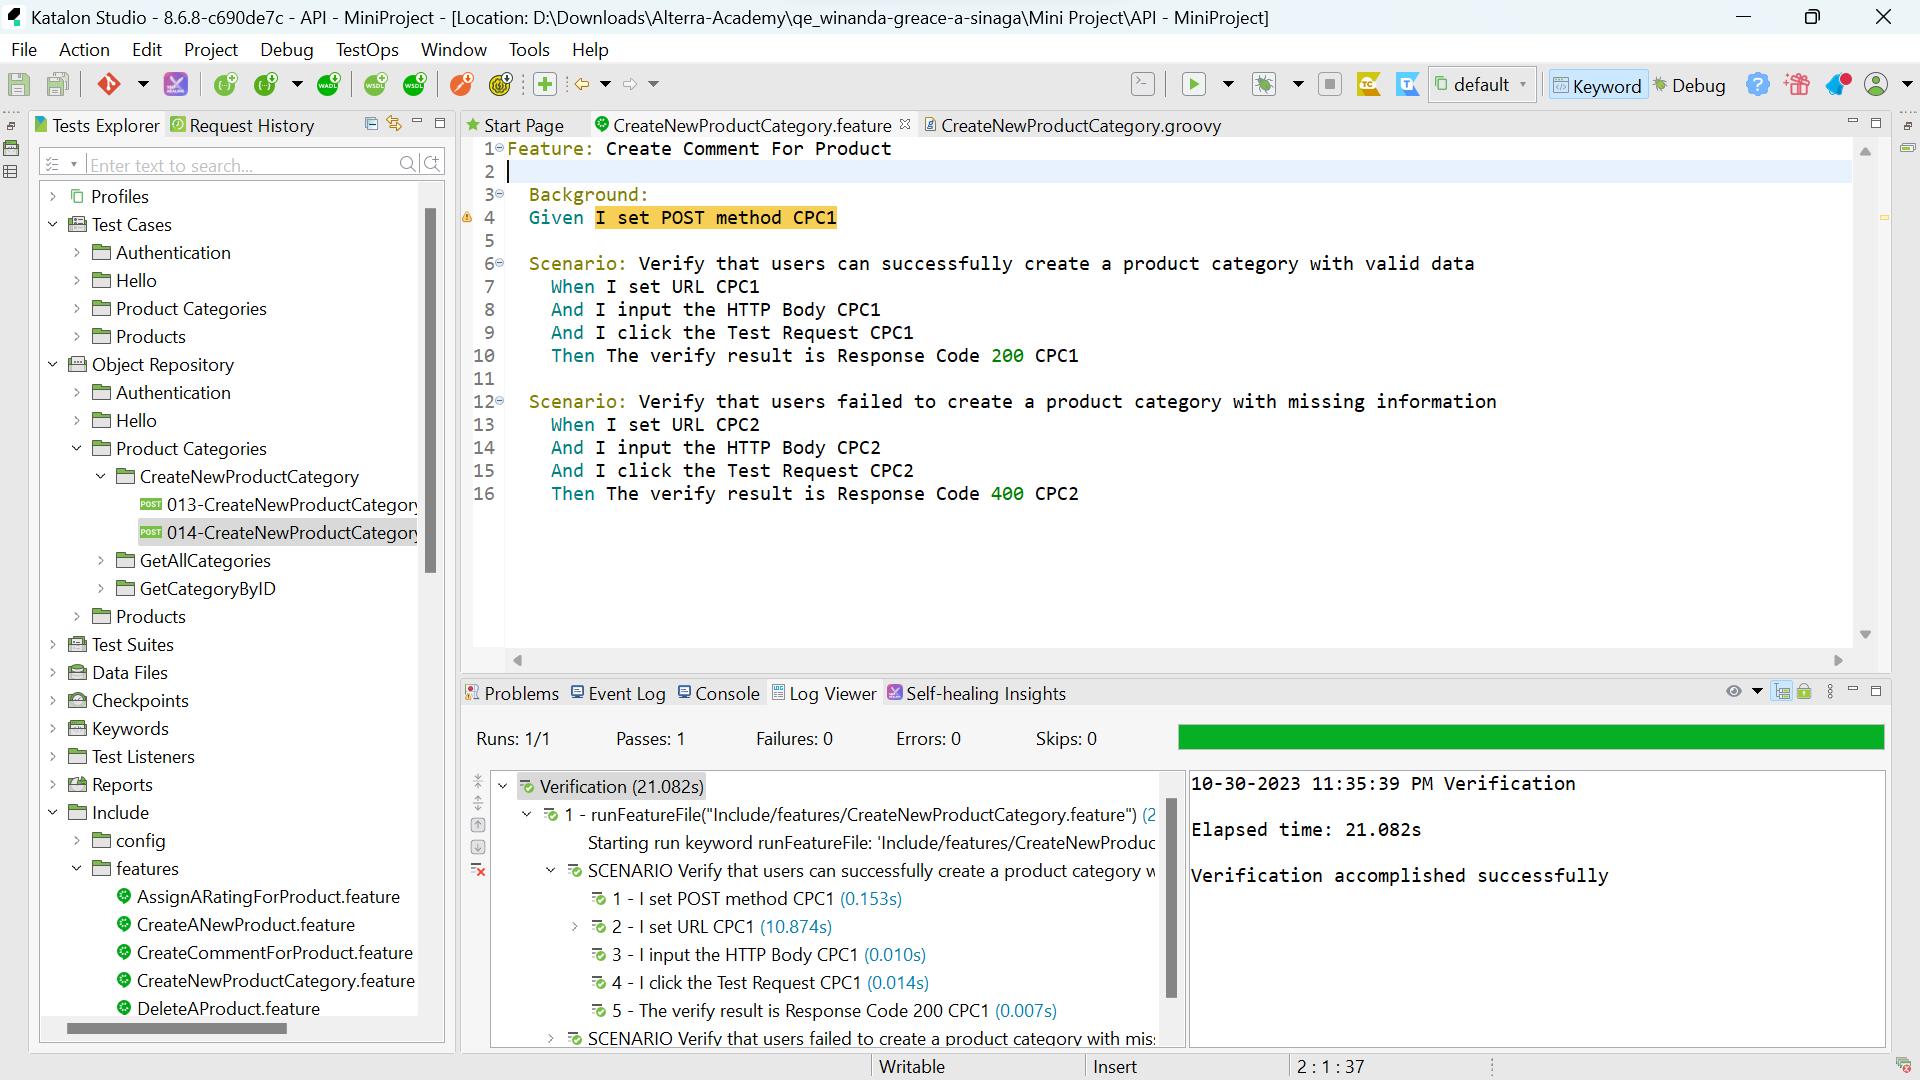 Katalon Studio - 8.6.8-c690de7c - API - MiniProject - [Location: D:\Downloads\Alterra-Academy\qe_winanda-greace-a-sinaga\Mini Project\API - MiniProject]
File Action Edit Project Debug TestOps Window Tools Help
default Keyword Debug
Tests Explorer Request History
Enter text to search...
Profiles
Test Cases
Authentication
Hello
Product Categories
Products
Object Repository
Authentication
Hello
Product Categories
CreateNewProductCategory
POST 013-CreateNewProductCategory
POST 014-CreateNewProductCategory
GetAllCategories
GetCategoryByID
Products
Test Suites
Data Files
Checkpoints
Keywords
Test Listeners
Reports
Include
config
features
AssignARatingForProduct.feature
CreateANewProduct.feature
CreateCommentForProduct.feature
CreateNewProductCategory.feature
DeleteAProduct.feature
Start Page CreateNewProductCategory.feature CreateNewProductCategory.groovy
1 Feature: Create Comment For Product
2
3 Background:
4 Given I set POST method CPC1
5
6 Scenario: Verify that users can successfully create a product category with valid data
7 When I set URL CPC1
8 And I input the HTTP Body CPC1
9 And I click the Test Request CPC1
10 Then The verify result is Response Code 200 CPC1
11
12 Scenario: Verify that users failed to create a product category with missing information
13 When I set URL CPC2
14 And I input the HTTP Body CPC2
15 And I click the Test Request CPC2
16 Then The verify result is Response Code 400 CPC2
Problems Event Log Console Log Viewer Self-healing Insights
Runs: 1/1 Passes: 1 Failures: 0 Errors: 0 Skips: 0
Verification (21.082s)
1 - runFeatureFile("Include/features/CreateNewProductCategory.feature") (2
Starting run keyword runFeatureFile: 'Include/features/CreateNewProduc
SCENARIO Verify that users can successfully create a product category w
1 - I set POST method CPC1 (0.153s)
2 - I set URL CPC1 (10.874s)
3 - I input the HTTP Body CPC1 (0.010s)
4 - I click the Test Request CPC1 (0.014s)
5 - The verify result is Response Code 200 CPC1 (0.007s)
SCENARIO Verify that users failed to create a product category with mis
10-30-2023 11:35:39 PM Verification
Elapsed time: 21.082s
Verification accomplished successfully
Writable Insert 2 : 1 : 37